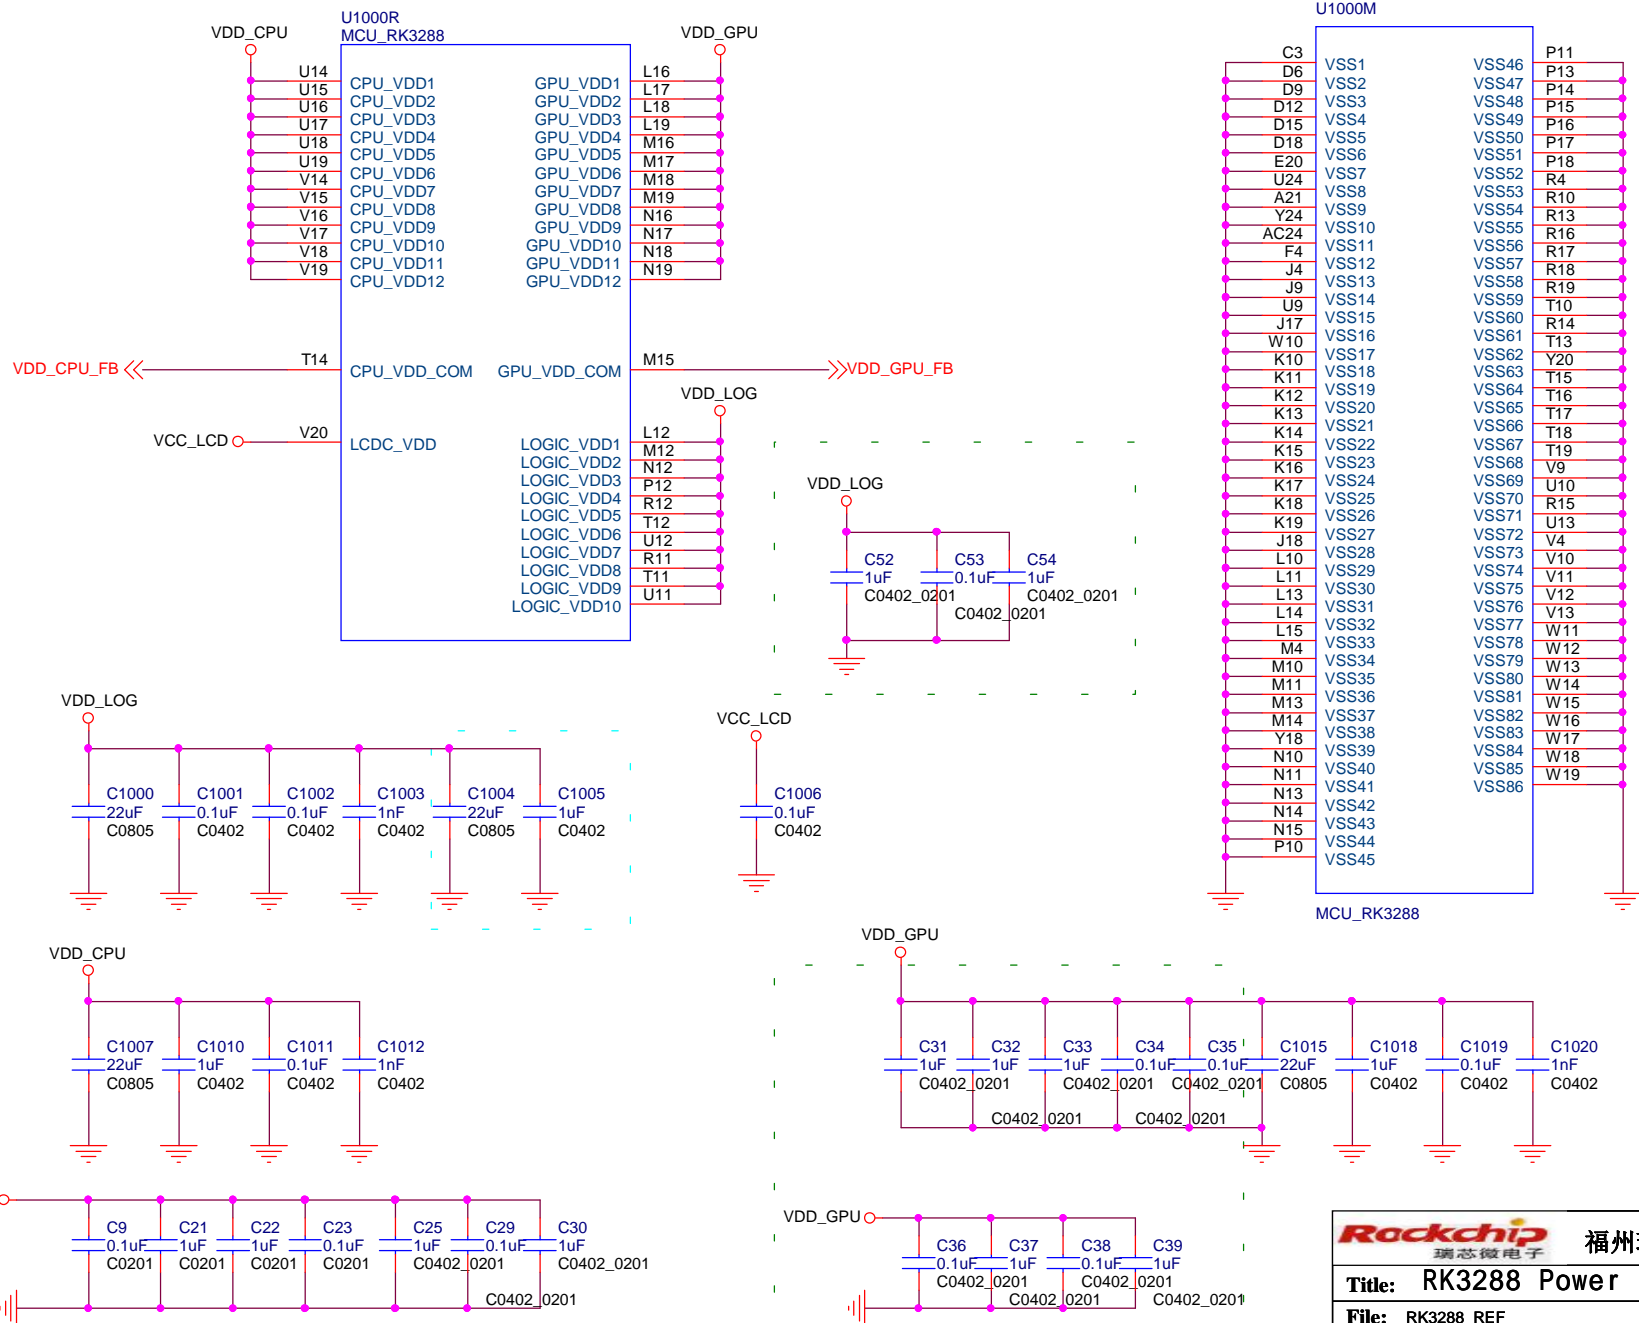 U1000R
MCU_RK3288
VDD_CPU
VDD_GPU
U14 CPU_VDD1 GPU_VDD1 L16
U15 CPU_VDD2 GPU_VDD2 L17
U16 CPU_VDD3 GPU_VDD3 L18
U17 CPU_VDD4 GPU_VDD4 L19
U18 CPU_VDD5 GPU_VDD5 M16
U19 CPU_VDD6 GPU_VDD6 M17
V14 CPU_VDD7 GPU_VDD7 M18
V15 CPU_VDD8 GPU_VDD8 M19
V16 CPU_VDD9 GPU_VDD9 N16
V17 CPU_VDD10 GPU_VDD10 N17
V18 CPU_VDD11 GPU_VDD11 N18
V19 CPU_VDD12 GPU_VDD12 N19
VDD_CPU_FB T14 CPU_VDD_COM GPU_VDD_COM M15 VDD_GPU_FB
VDD_LOG
VCC_LCD V20 LCDC_VDD LOGIC_VDD1 L12
LOGIC_VDD2 M12
LOGIC_VDD3 N12
LOGIC_VDD4 P12
LOGIC_VDD5 R12
LOGIC_VDD6 T12
LOGIC_VDD7 U12
LOGIC_VDD8 R11
LOGIC_VDD9 T11
LOGIC_VDD10 U11
U1000M
C3 VSS1 VSS46 P11
D6 VSS2 VSS47 P13
D9 VSS3 VSS48 P14
D12 VSS4 VSS49 P15
D15 VSS5 VSS50 P16
D18 VSS6 VSS51 P17
E20 VSS7 VSS52 P18
U24 VSS8 VSS53 R4
A21 VSS9 VSS54 R10
Y24 VSS10 VSS55 R13
AC24 VSS11 VSS56 R16
F4 VSS12 VSS57 R17
J4 VSS13 VSS58 R18
J9 VSS14 VSS59 R19
U9 VSS15 VSS60 T10
J17 VSS16 VSS61 R14
W10 VSS17 VSS62 T13
K10 VSS18 VSS63 Y20
K11 VSS19 VSS64 T15
K12 VSS20 VSS65 T16
K13 VSS21 VSS66 T17
K14 VSS22 VSS67 T18
K15 VSS23 VSS68 T19
K16 VSS24 VSS69 V9
K17 VSS25 VSS70 U10
K18 VSS26 VSS71 R15
K19 VSS27 VSS72 U13
J18 VSS28 VSS73 V4
L10 VSS29 VSS74 V10
L11 VSS30 VSS75 V11
L13 VSS31 VSS76 V12
L14 VSS32 VSS77 V13
L15 VSS33 VSS78 W11
M4 VSS34 VSS79 W12
M10 VSS35 VSS80 W13
M11 VSS36 VSS81 W14
M13 VSS37 VSS82 W15
M14 VSS38 VSS83 W16
Y18 VSS39 VSS84 W17
N10 VSS40 VSS85 W18
N11 VSS41 VSS86 W19
N13 VSS42
N14 VSS43
N15 VSS44
P10 VSS45
MCU_RK3288
VDD_LOG
C52 C53 C54
1uF 0.1uF 1uF
C0402_0201 C0402_0201
C0402_0201
VDD_LOG
C1000 C1001 C1002 C1003 C1004 C1005
22uF 0.1uF 0.1uF 1nF 22uF 1uF
C0805 C0402 C0402 C0402 C0805 C0402
VCC_LCD
C1006
0.1uF
C0402
VDD_CPU
C1007 C1010 C1011 C1012
22uF 1uF 0.1uF 1nF
C0805 C0402 C0402 C0402
VDD_GPU
C31 C32 C33 C34 C35 C1015 C1018 C1019 C1020
1uF 1uF 1uF 0.1uF 0.1uF 22uF 1uF 0.1uF 1nF
C0402_0201 C0402_0201 C0402_0201 C0805 C0402 C0402 C0402
C0402_0201 C0402_0201
C9 C21 C22 C23 C25 C29 C30
0.1uF 1uF 1uF 0.1uF 1uF 0.1uF 1uF
C0201 C0201 C0201 C0201 C0402_0201 C0402_0201
C0402_0201
VDD_GPU
C36 C37 C38 C39
0.1uF 1uF 0.1uF 1uF
C0402_0201 C0402_0201
C0402_0201 C0402_0201
Rockchip
瑞芯微电子
福州
Title: RK3288 Power
File: RK3288_REF